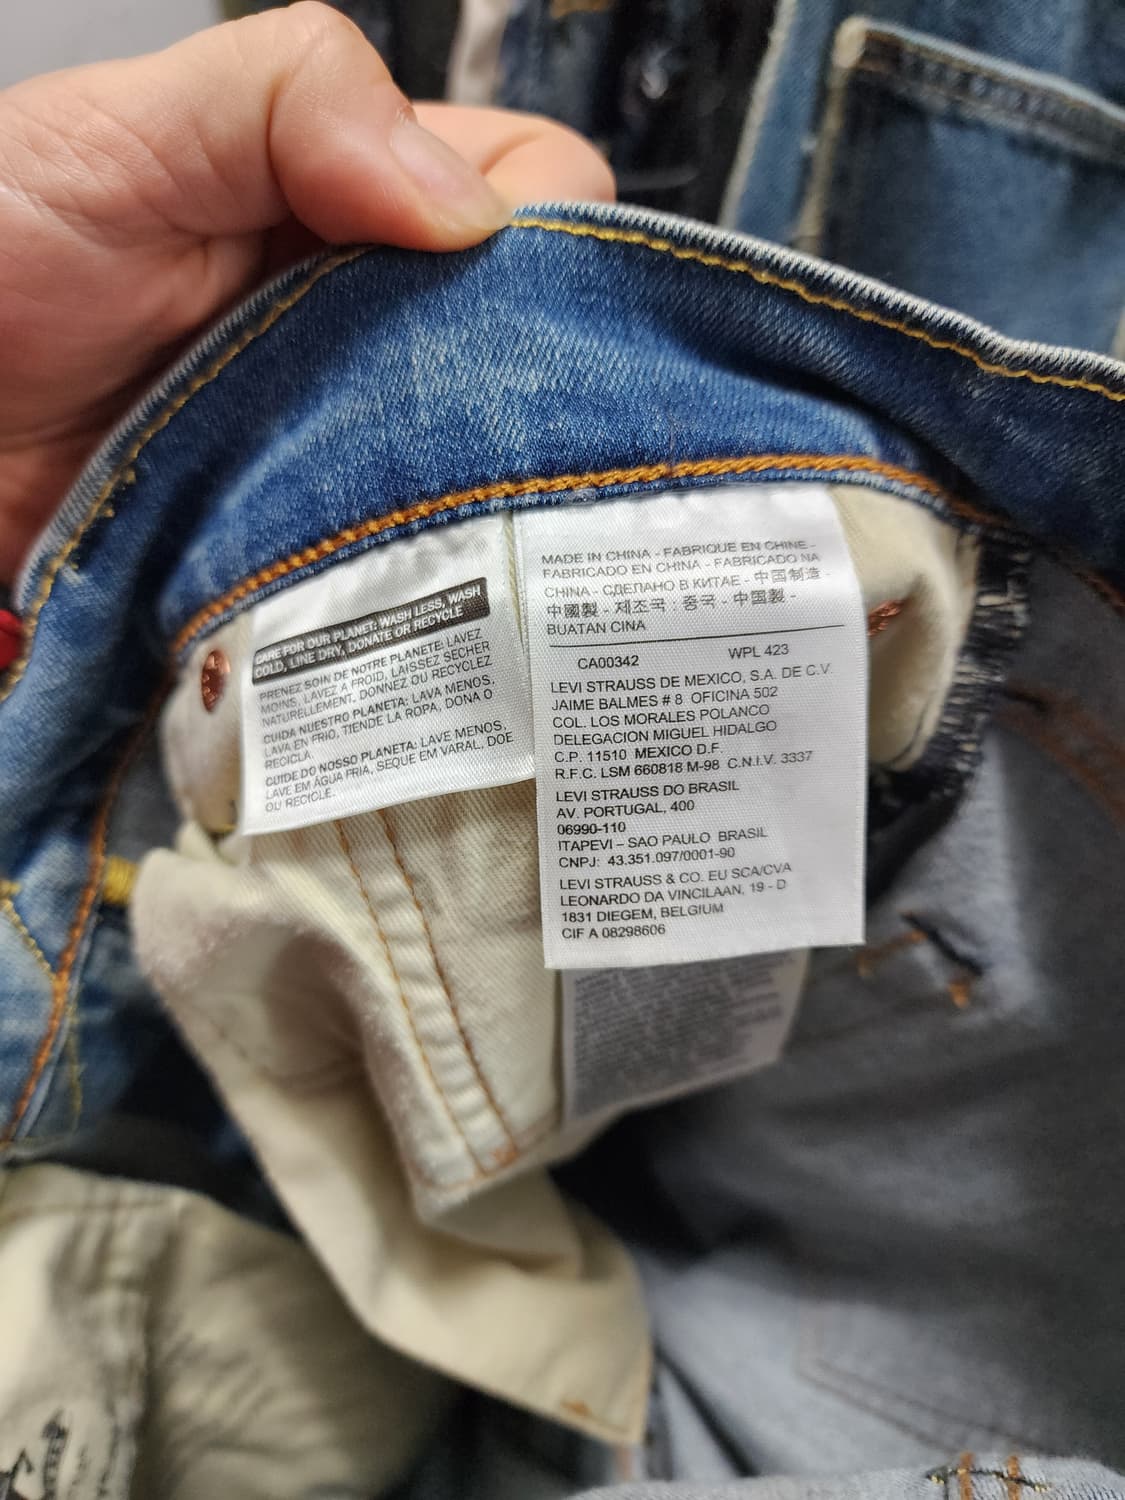 CARE FOR OUR PLANET: WASH LESS, WASH
COLD, LINE DRY, DONATE OR RECYCLE
PRENEZ SOIN DE NOTRE PLANETE: LAVEZ
MOINS, LAVEZ A FROID, LAISSEZ SECHER
NATURELLEMENT, DONNEZ OU RECYCLEZ
CUIDA NUESTRO PLANETA: LAVA MENOS,
LAVA EN FRIO, TIENDE LA ROPA, DONA O
RECICLA.
CUIDE DO NOSSO PLANETA: LAVE MENOS,
LAVE EM ÁGUA FRIA, SEQUE EM VARAL, DOE
OU RECICLE.
MADE IN CHINA - FABRIQUE EN CHINE -
FABRICADO EN CHINA - FABRICADO NA
CHINA - СДЕЛАНО В КИТАЕ - 中国制造 -
中國製 - 제조국 : 중국 - 中国製 -
BUATAN CINA
CA00342 WPL 423
LEVI STRAUSS DE MEXICO, S.A. DE C.V.
JAIME BALMES # 8 OFICINA 502
COL. LOS MORALES POLANCO
DELEGACION MIGUEL HIDALGO
C.P. 11510 MEXICO D.F.
R.F.C. LSM 660818 M-98 C.N.I.V. 3337
LEVI STRAUSS DO BRASIL
AV. PORTUGAL, 400
06990-110
ITAPEVI – SAO PAULO BRASIL
CNPJ: 43.351.097/0001-90
LEVI STRAUSS & CO. EU SCA/CVA
LEONARDO DA VINCILAAN, 19 - D
1831 DIEGEM, BELGIUM
CIF A 08298606